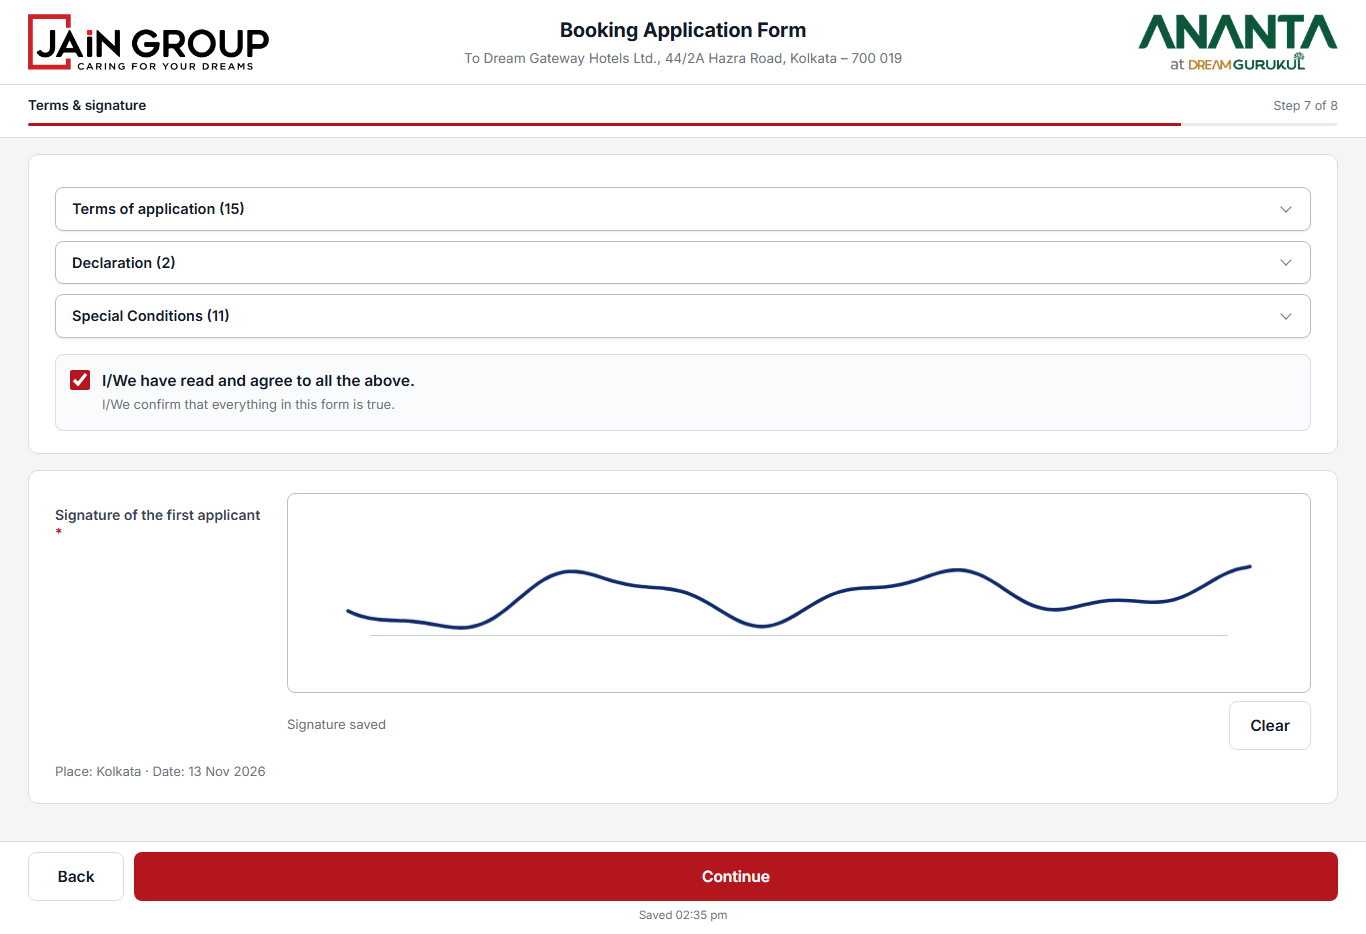 JAIN GROUP
CARING FOR YOUR DREAMS
Booking Application Form
To Dream Gateway Hotels Ltd., 44/2A Hazra Road, Kolkata – 700 019
ANANTA
at DREAM GURUKUL
Terms & signature
Step 7 of 8
Terms of application (15)
Declaration (2)
Special Conditions (11)
I/We have read and agree to all the above.
I/We confirm that everything in this form is true.
Signature of the first applicant
*
Signature saved
Clear
Place: Kolkata · Date: 13 Nov 2026
Back
Continue
Saved 02:35 pm